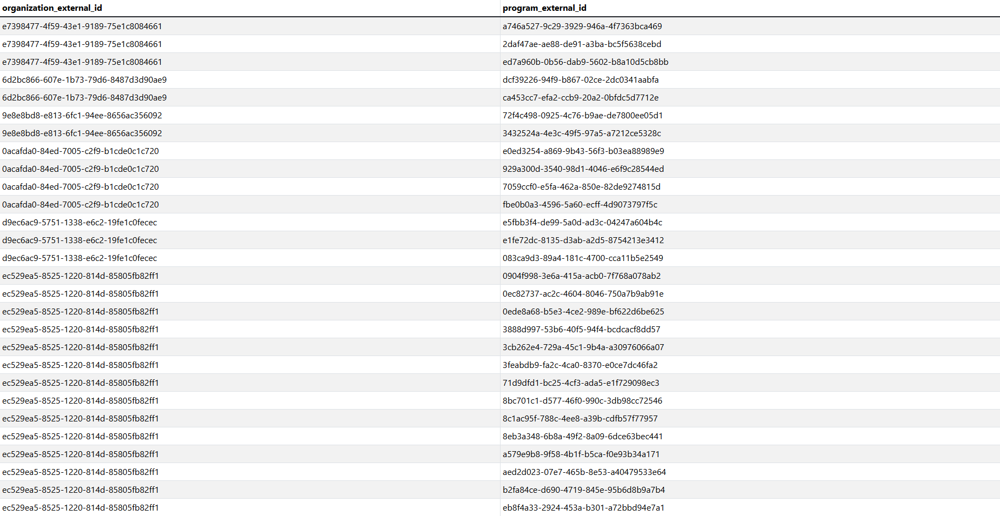 organization_external_id program_external_id
e7398477-4f59-43e1-9189-75e1c8084661 a746a527-9c29-3929-946a-4f7363bca469
e7398477-4f59-43e1-9189-75e1c8084661 2daf47ae-ae88-de91-a3ba-bc5f5638cebd
e7398477-4f59-43e1-9189-75e1c8084661 ed7a960b-0b56-dab9-5602-b8a10d5cb8bb
6d2bc866-607e-1b73-79d6-8487d3d90ae9 dcf39226-94f9-b867-02ce-2dc0341aabfa
6d2bc866-607e-1b73-79d6-8487d3d90ae9 ca453cc7-efa2-ccb9-20a2-0bfdc5d7712e
9e8e8bd8-e813-6fc1-94ee-8656ac356092 72f4c498-0925-4c76-b9ae-de7800ee05d1
9e8e8bd8-e813-6fc1-94ee-8656ac356092 3432524a-4e3c-49f5-97a5-a7212ce5328c
0acafda0-84ed-7005-c2f9-b1cde0c1c720 e0ed3254-a869-9b43-56f3-b03ea88989e9
0acafda0-84ed-7005-c2f9-b1cde0c1c720 929a300d-3540-98d1-4046-e6f9c28544ed
0acafda0-84ed-7005-c2f9-b1cde0c1c720 7059ccf0-e5fa-462a-850e-82de9274815d
0acafda0-84ed-7005-c2f9-b1cde0c1c720 fbe0b0a3-4596-5a60-ecff-4d9073797f5c
d9ec6ac9-5751-1338-e6c2-19fe1c0fecec e5fbb3f4-de99-5a0d-ad3c-04247a604b4c
d9ec6ac9-5751-1338-e6c2-19fe1c0fecec e1fe72dc-8135-d3ab-a2d5-8754213e3412
d9ec6ac9-5751-1338-e6c2-19fe1c0fecec 083ca9d3-89a4-181c-4700-cca11b5e2549
ec529ea5-8525-1220-814d-85805fb82ff1 0904f998-3e6a-415a-acb0-7f768a078ab2
ec529ea5-8525-1220-814d-85805fb82ff1 0ec82737-ac2c-4604-8046-750a7b9ab91e
ec529ea5-8525-1220-814d-85805fb82ff1 0ede8a68-b5e3-4ce2-989e-bf622d6be625
ec529ea5-8525-1220-814d-85805fb82ff1 3888d997-53b6-40f5-94f4-bcdcacf8dd57
ec529ea5-8525-1220-814d-85805fb82ff1 3cb262e4-729a-45c1-9b4a-a30976066a07
ec529ea5-8525-1220-814d-85805fb82ff1 3feabdb9-fa2c-4ca0-8370-e0ce7dc46fa2
ec529ea5-8525-1220-814d-85805fb82ff1 71d9dfd1-bc25-4cf3-ada5-e1f729098ec3
ec529ea5-8525-1220-814d-85805fb82ff1 8bc701c1-d577-46f0-990c-3db98cc72546
ec529ea5-8525-1220-814d-85805fb82ff1 8c1ac95f-788c-4ee8-a39b-cdfb57f77957
ec529ea5-8525-1220-814d-85805fb82ff1 8eb3a348-6b8a-49f2-8a09-6dce63bec441
ec529ea5-8525-1220-814d-85805fb82ff1 a579e9b8-9f58-4b1f-b5ca-f0e93b34a171
ec529ea5-8525-1220-814d-85805fb82ff1 aed2d023-07e7-465b-8e53-a40479533e64
ec529ea5-8525-1220-814d-85805fb82ff1 b2fa84ce-d690-4719-845e-95b6d8b9a7b4
ec529ea5-8525-1220-814d-85805fb82ff1 eb8f4a33-2924-453a-b301-a72bbd94e7a1